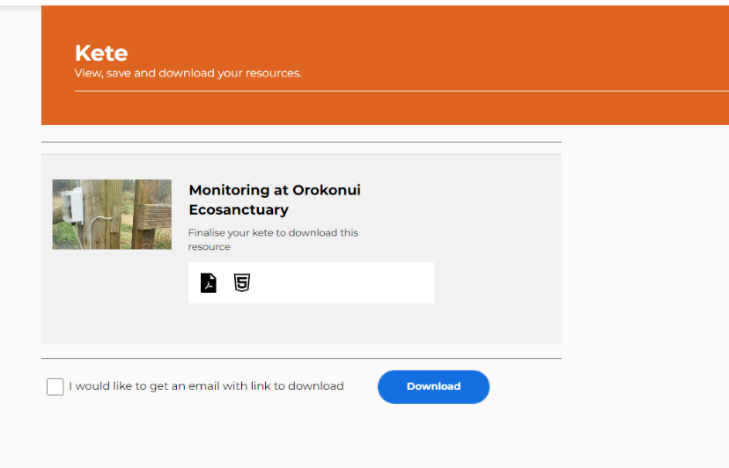 Kete
View, save and download your resources.
Monitoring at Orokonui
Ecosanctuary
Finalise your kete to download this
resource
I would like to get an email with link to download
Download